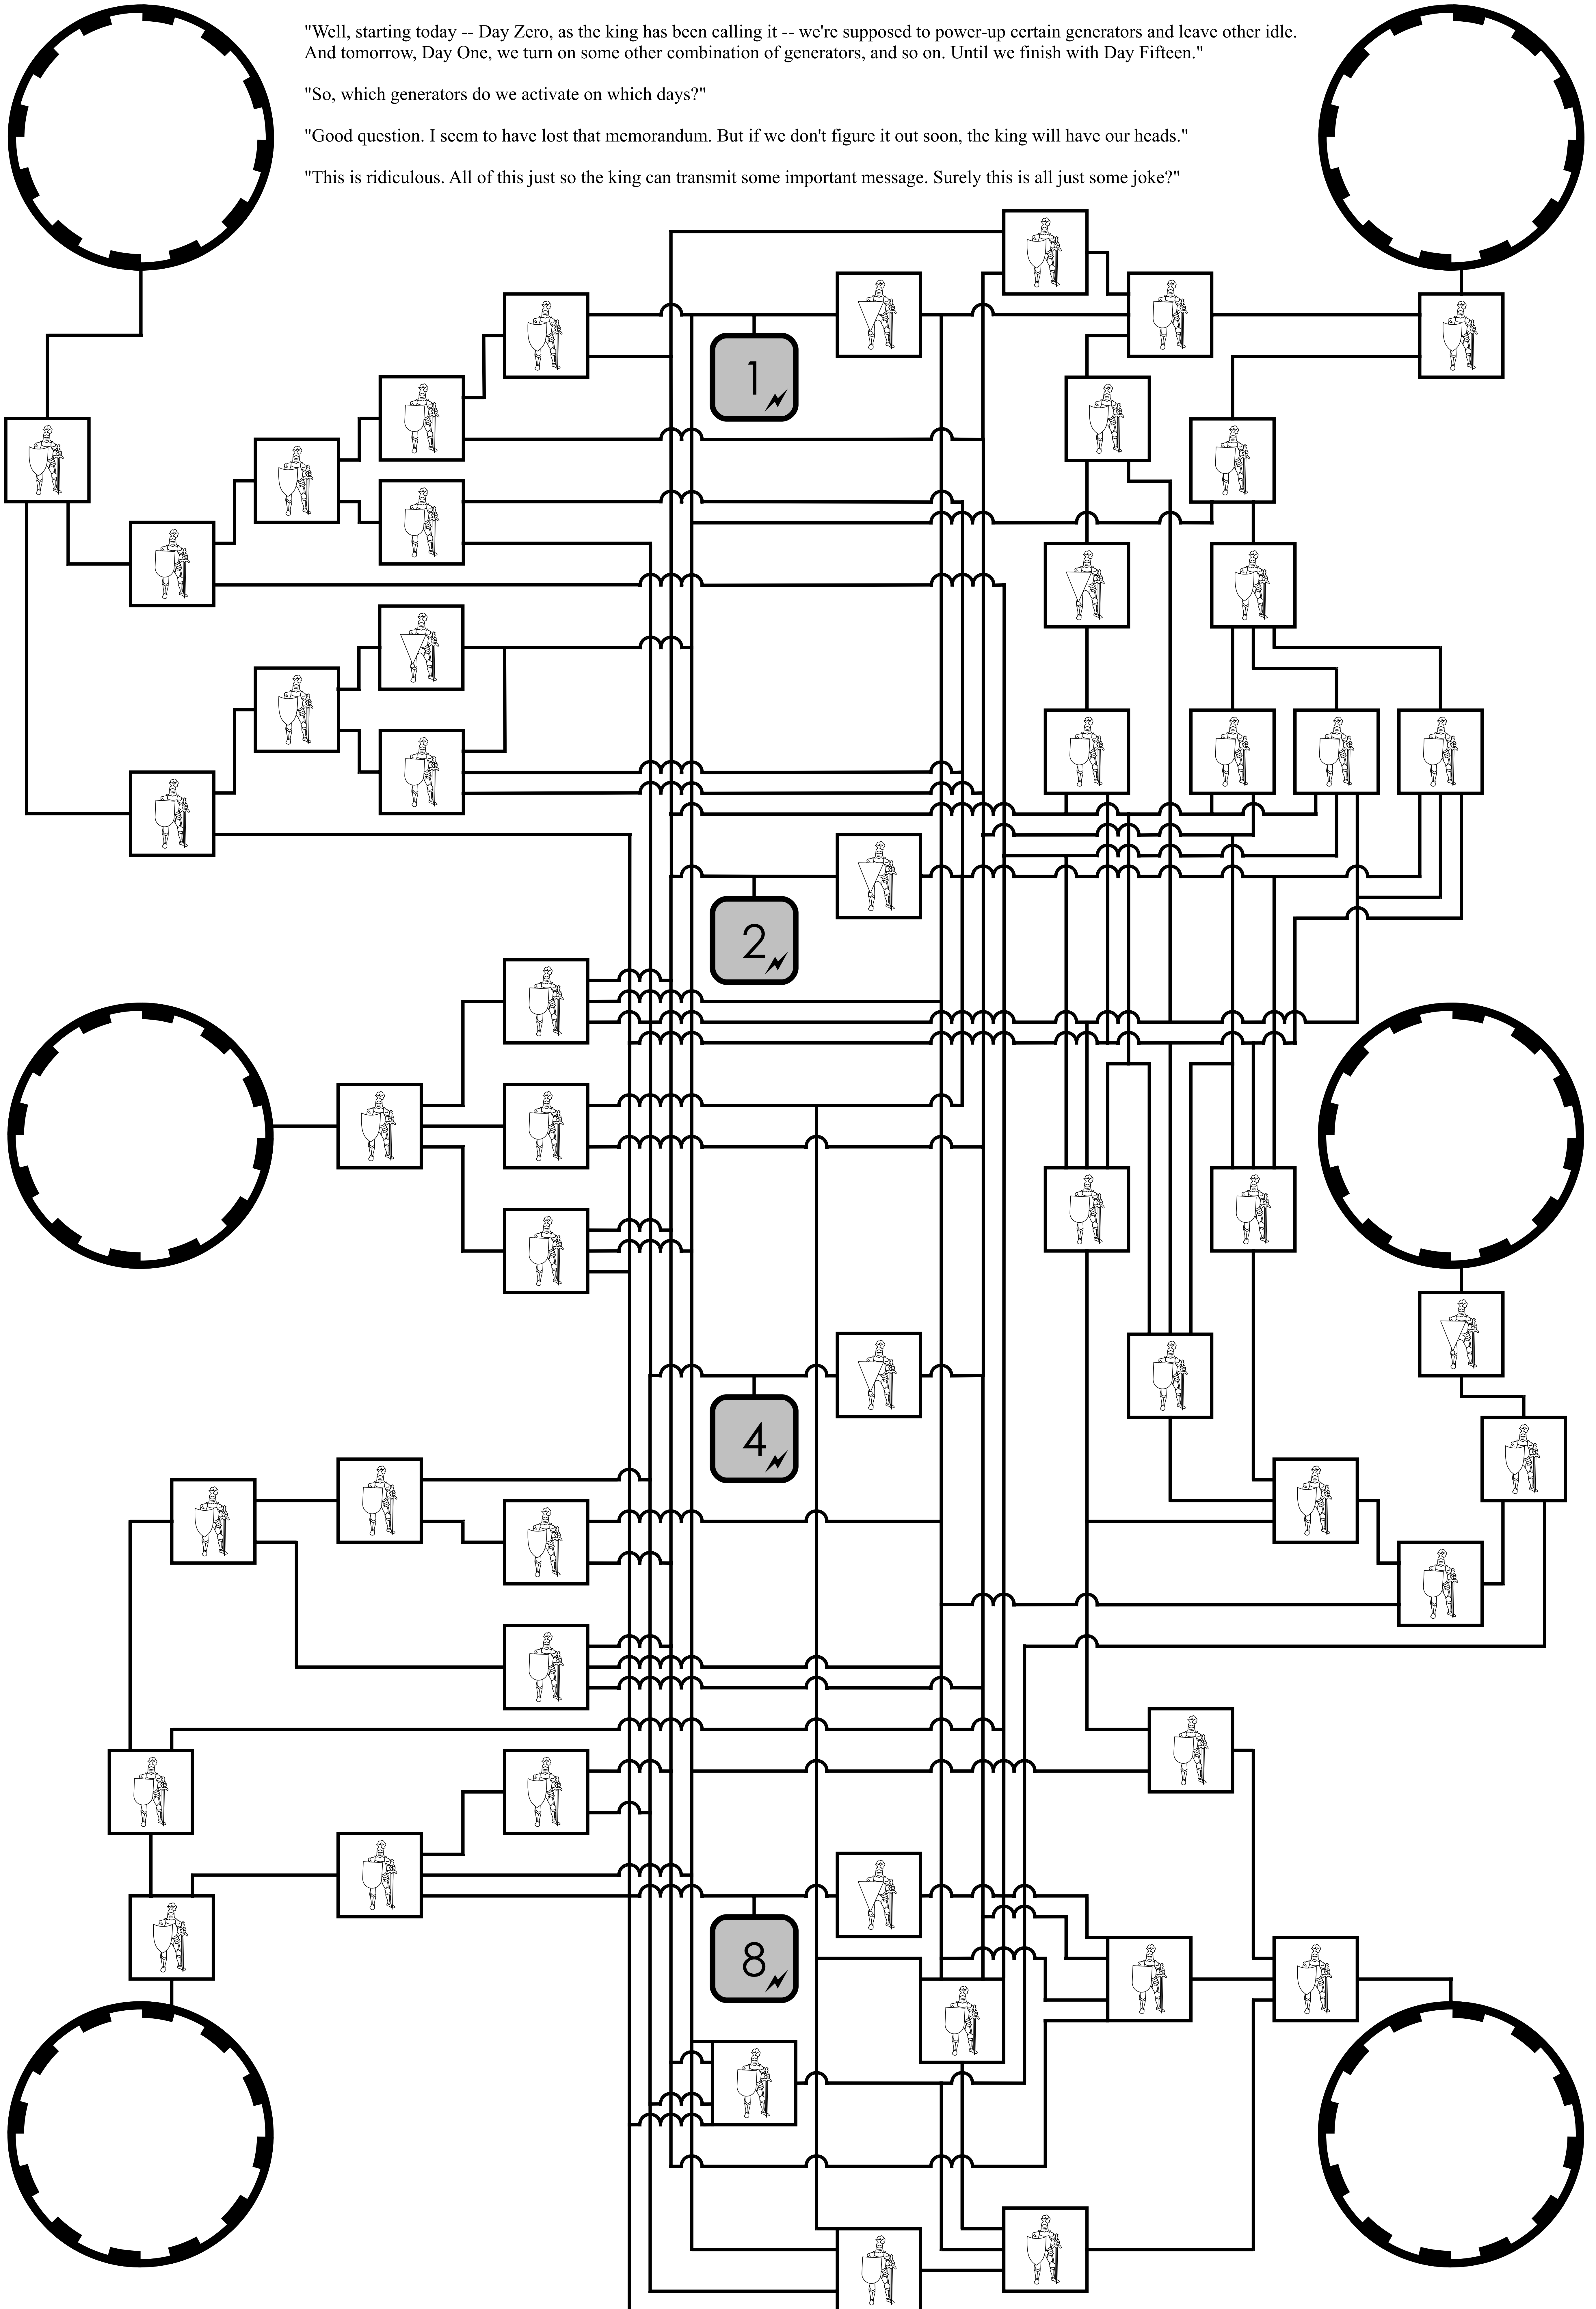 "Well, starting today -- Day Zero, as the king has been calling it -- we're supposed to power-up certain generators and leave other idle.
And tomorrow, Day One, we turn on some other combination of generators, and so on. Until we finish with Day Fifteen."
"So, which generators do we activate on which days?"
"Good question. I seem to have lost that memorandum. But if we don't figure it out soon, the king will have our heads."
"This is ridiculous. All of this just so the king can transmit some important message. Surely this is all just some joke?"
1
2
4
8